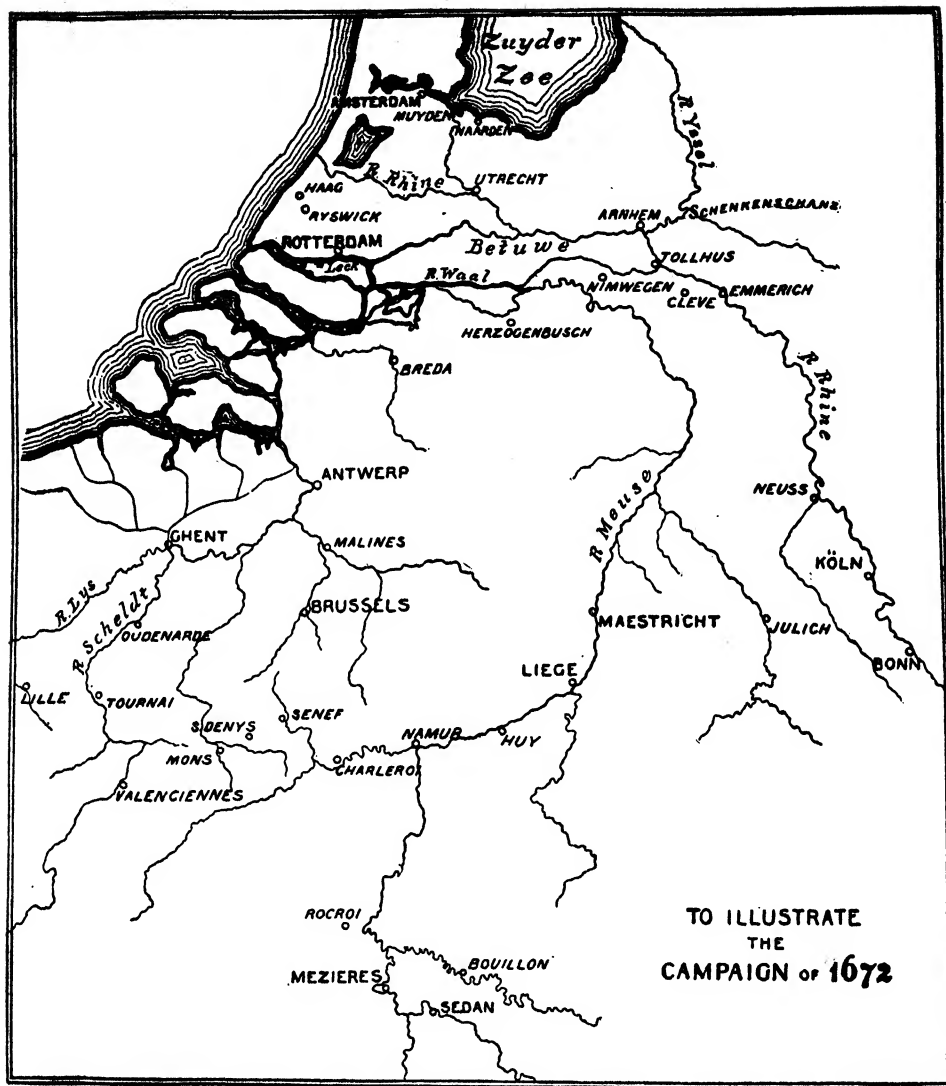 Zuyder
Zee
AMSTERDAM
MUYDEN
NAARDEN
R. Yssel
R. Rhine
UTRECHT
HAAG
RYSWICK
ARNHEM
SCHENKENSCHANZ
ROTTERDAM
Betuwe
Leck
TOLLHUS
R. Waal
NIMWEGEN
CLEVE
EMMERICH
HERZOGENBUSCH
BREDA
R Rhine
ANTWERP
R Meuse
NEUSS
GHENT
MALINES
KÖLN
R. Lys
R Scheldt
BRUSSELS
OUDENARDE
MAESTRICHT
JULICH
BONN
LIEGE
LILLE
TOURNAI
SENEF
S. DENYS
NAMUR
HUY
MONS
CHARLEROI
VALENCIENNES
ROCROI
TO ILLUSTRATE
THE
CAMPAIGN OF 1672
BOUILLON
MEZIERES
SEDAN